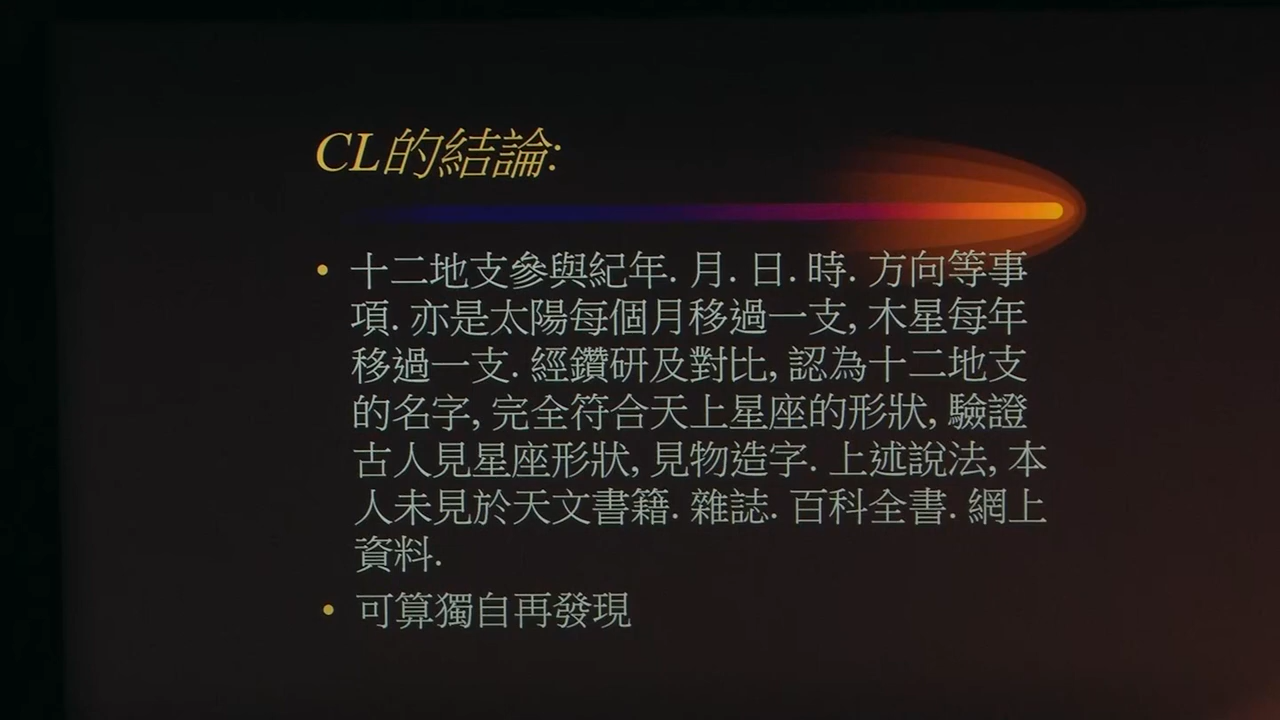 CL的結論:
• 十二地支參與紀年. 月. 日. 時. 方向等事
項. 亦是太陽每個月移過一支, 木星每年
移過一支. 經鑽研及對比, 認為十二地支
的名字, 完全符合天上星座的形狀, 驗證
古人見星座形狀, 見物造字. 上述說法, 本
人未見於天文書籍. 雜誌. 百科全書. 網上
資料.
• 可算獨自再發現